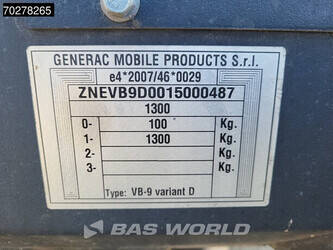 70278265
GENERAC MOBILE PRODUCTS S.r.l.
e4*2007/46*0029
ZNEVB9D0015000487
1300
0- 100 Kg.
1- 1300 Kg.
2- Kg.
3- Kg.
Type: VB-9 variant D
BAS WORLD